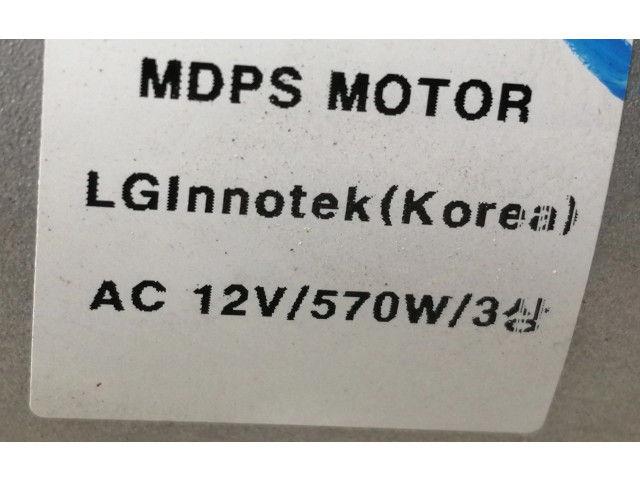 MDPS MOTOR
LGInnotek(Korea)
AC 12V/570W/3상